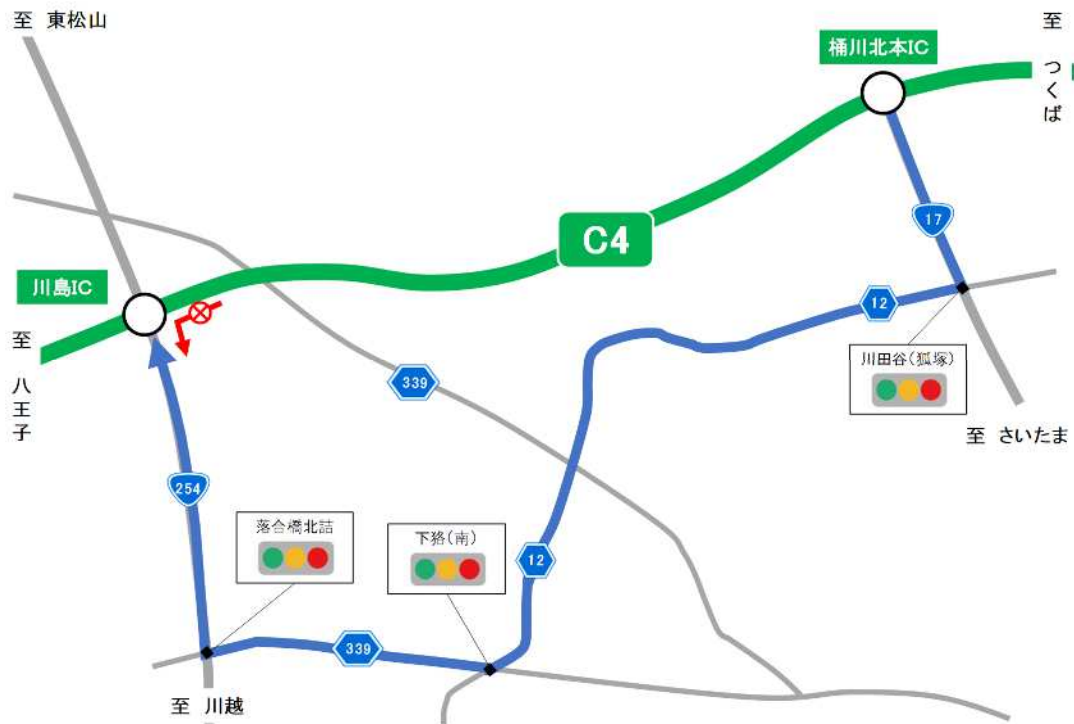 至 東松山
桶川北本IC
至 つくば
17
C4
川島IC
12
至 八王子
339
川田谷(狐塚)
至 さいたま
254
落合橋北詰
下狢(南)
12
339
至 川越